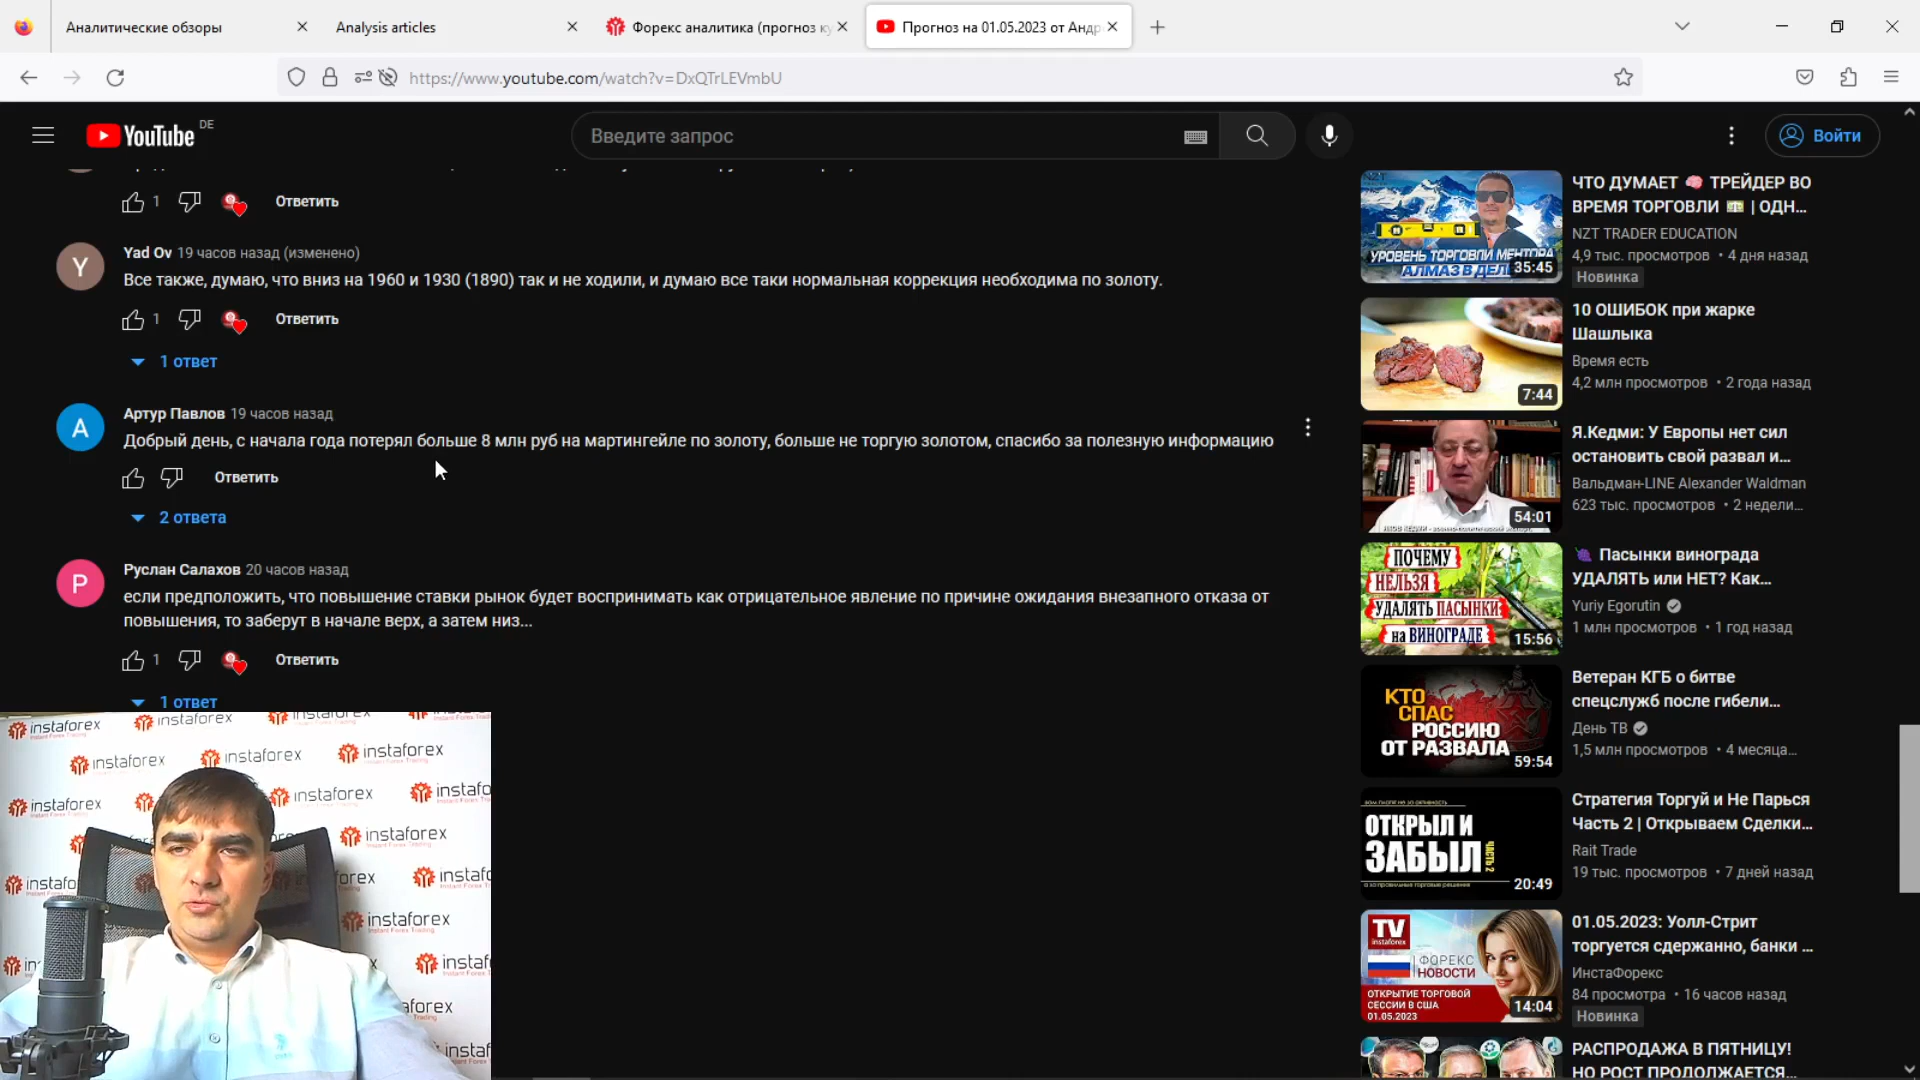 Аналитические обзоры
Analysis articles
Форекс аналитика (прогноз ку
Прогноз на 01.05.2023 от Андр
https://www.youtube.com/watch?v=DxQTrLEVmbU
YouTube DE
Введите запрос
Войти
1
Ответить
Yad Ov 19 часов назад (изменено)
Y
Все также, думаю, что вниз на 1960 и 1930 (1890) так и не ходили, и думаю все таки нормальная коррекция необходима по золоту.
1
Ответить
1 ответ
Артур Павлов 19 часов назад
A
Добрый день, с начала года потерял больше 8 млн руб на мартингейле по золоту, больше не торгую золотом, спасибо за полезную информацию
Ответить
2 ответа
Руслан Салахов 20 часов назад
Р
если предположить, что повышение ставки рынок будет воспринимать как отрицательное явление по причине ожидания внезапного отказа от
повышения, то заберут в начале верх, а затем низ...
1
Ответить
1 ответ
NZT
УРОВЕНЬ ТОРГОВЛИ МЕНТОРА
АЛМАЗ В ДЕЛ
35:45
ЧТО ДУМАЕТ 🧠 ТРЕЙДЕР ВО
ВРЕМЯ ТОРГОВЛИ 💵 | ОДН...
NZT TRADER EDUCATION
4,9 тыс. просмотров • 4 дня назад
Новинка
7:44
10 ОШИБОК при жарке
Шашлыка
Время есть
4,2 млн просмотров • 2 года назад
54:01
Я.Кедми: У Европы нет сил
остановить свой развал и...
Вальдман-LINE Alexander Waldman
623 тыс. просмотров • 2 недели...
ПОЧЕМУ
НЕЛЬЗЯ
УДАЛЯТЬ ПАСЫНКИ
на ВИНОГРАДЕ
15:56
🍇 Пасынки винограда
УДАЛЯТЬ или НЕТ? Как...
Yuriy Egorutin
1 млн просмотров • 1 год назад
КТО
СПАС
РОССИЮ
ОТ РАЗВАЛА
59:54
Ветеран КГБ о битве
спецслужб после гибели...
День ТВ
1,5 млн просмотров • 4 месяца...
ОТКРЫЛ И
ЗАБЫЛ
ЧАСТЬ 2
20:49
Стратегия Торгуй и Не Парься
Часть 2 | Открываем Сделки...
Rait Trade
19 тыс. просмотров • 7 дней назад
TV
instaforex
ФОРЕКС
НОВОСТИ
ОТКРЫТИЕ ТОРГОВОЙ
СЕССИИ В США
01.05.2023
14:04
01.05.2023: Уолл-Стрит
торгуется сдержанно, банки ...
ИнстаФорекс
84 просмотра • 16 часов назад
Новинка
РАСПРОДАЖА В ПЯТНИЦУ!
НО РОСТ ПРОДОЛЖАЕТСЯ...
instaforex
Instant Forex Trading